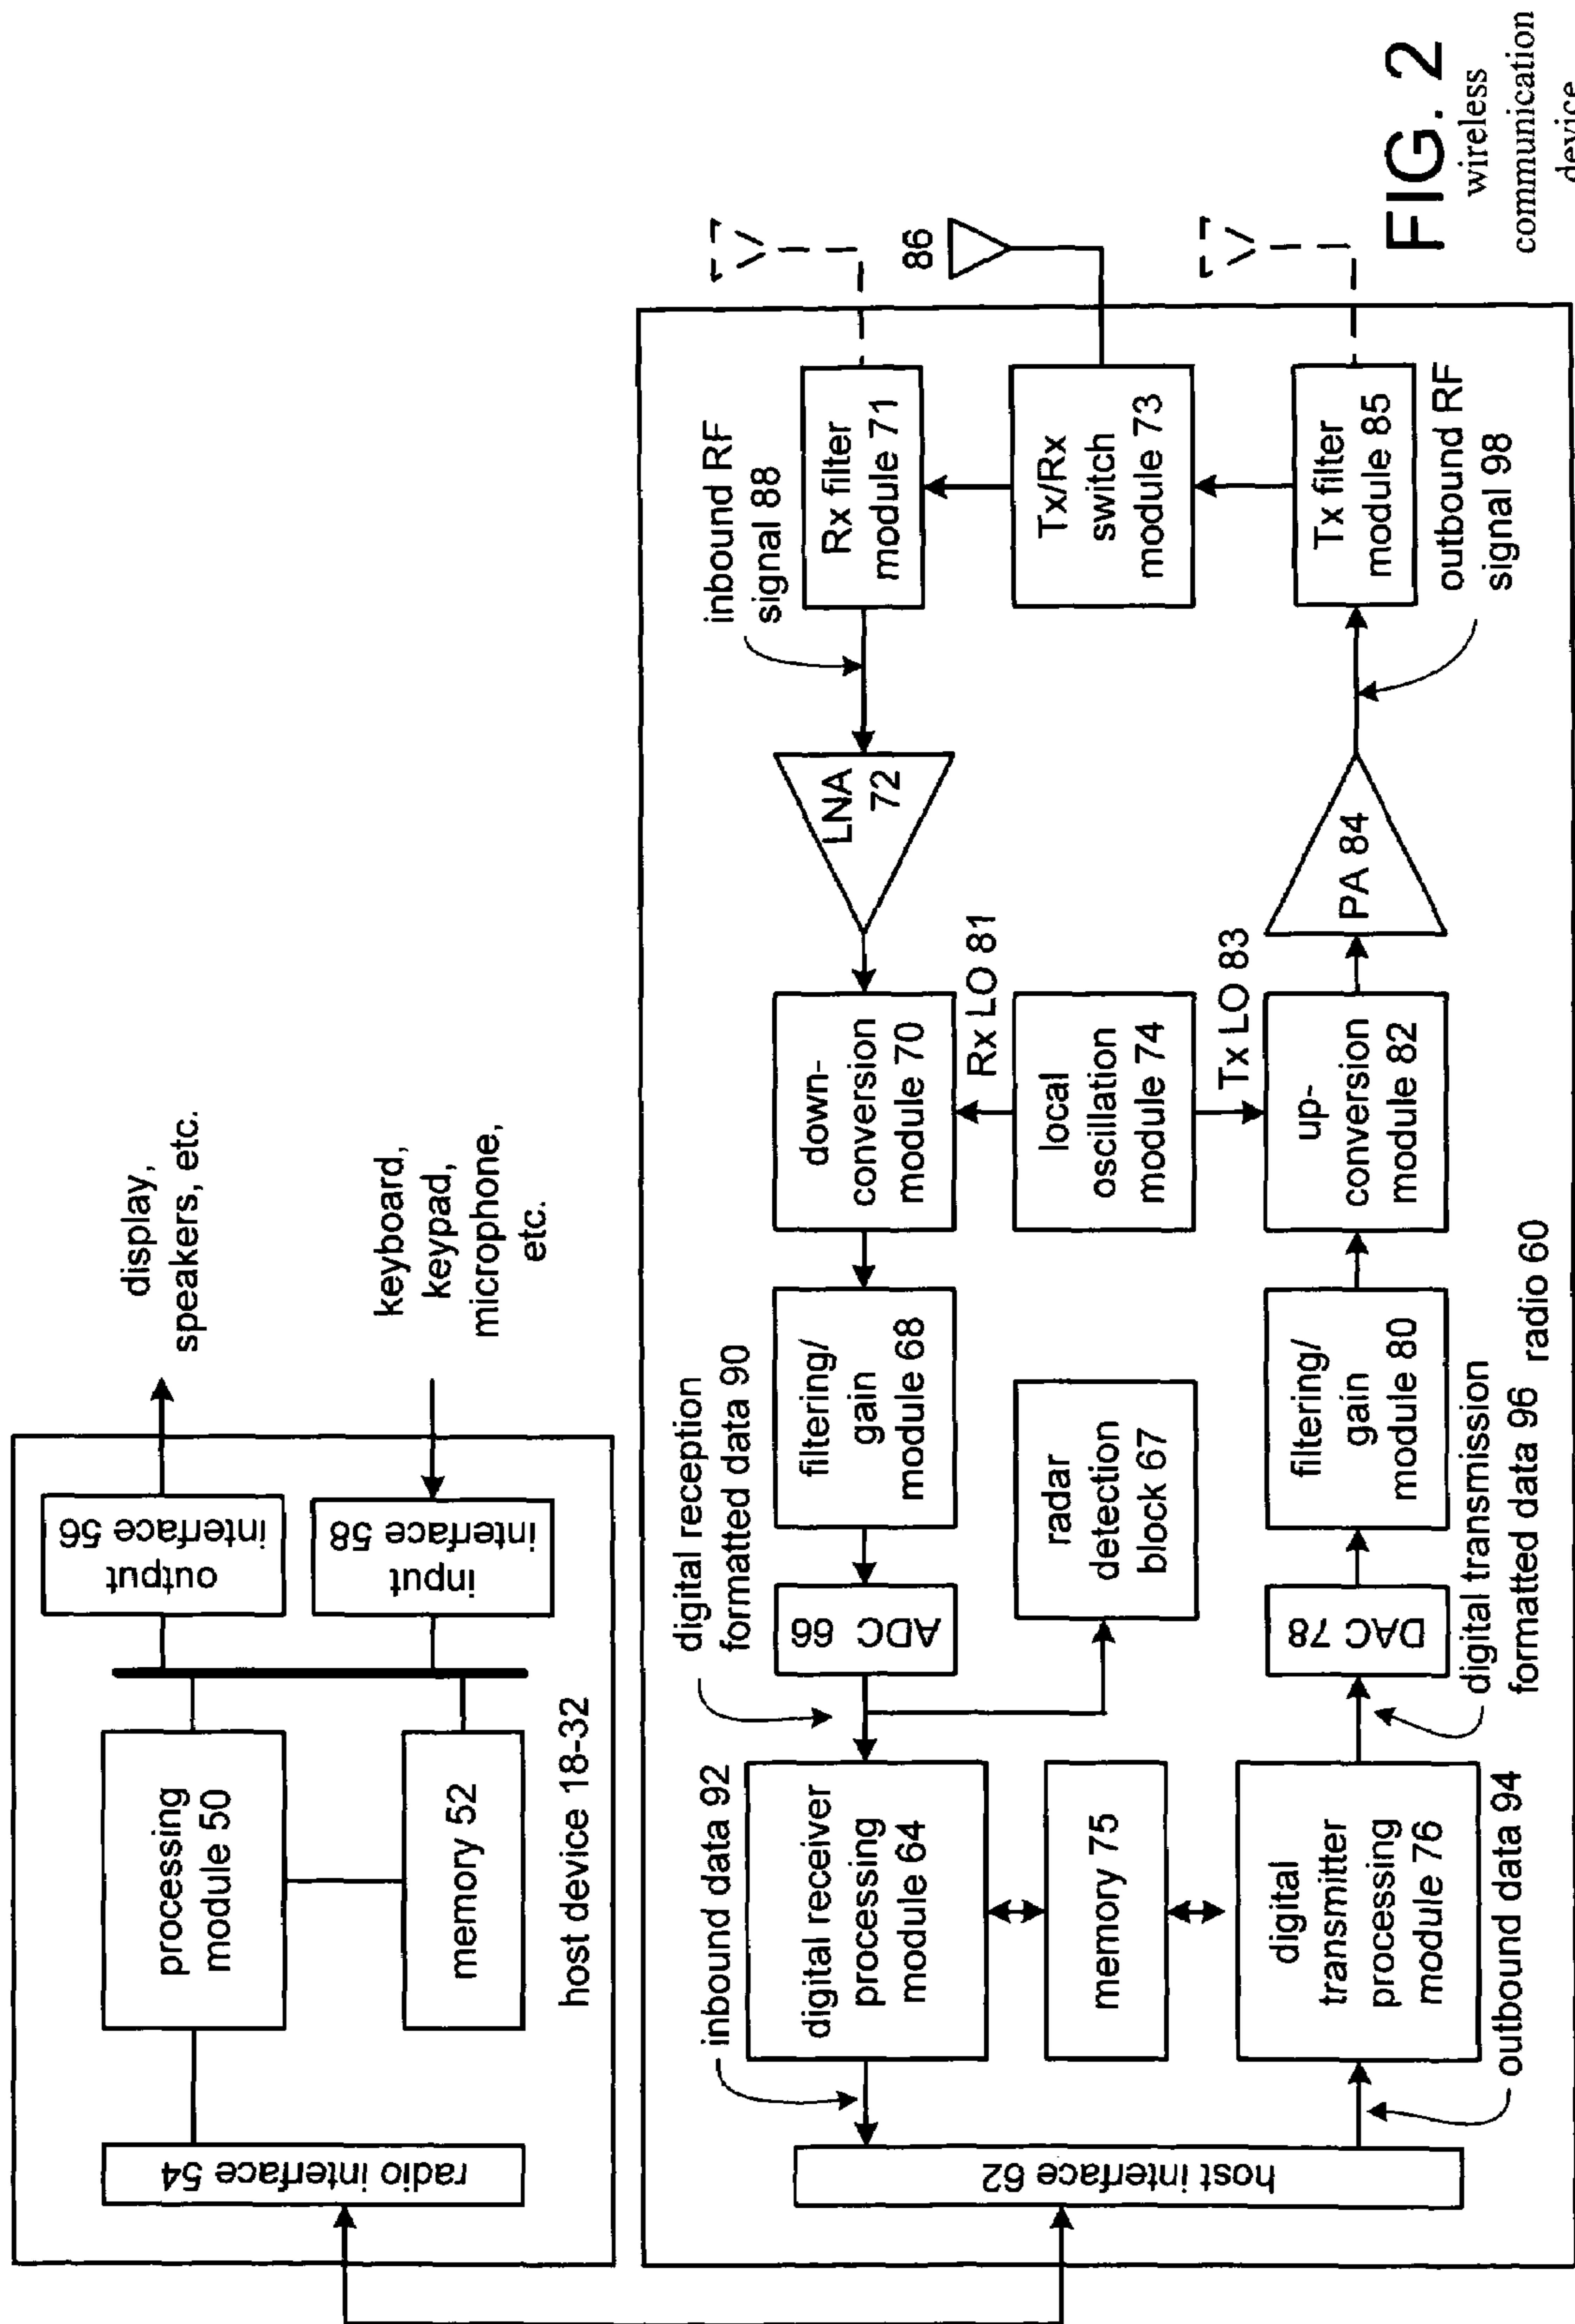 display,
speakers, etc.
keyboard,
keypad,
microphone,
etc.
radio interface 54
processing
module 50
memory 52
output
interface 56
input
interface 58
host device 18-32
host interface 62
inbound data 92
digital receiver
processing
module 64
digital reception
formatted data 90
ADC 66
filtering/
gain
module 68
down-
conversion
module 70
LNA
72
inbound RF
signal 88
Rx filter
module 71
86
memory 75
radar
detection
block 67
local
oscillation
module 74
Rx LO 81
Tx LO 83
Tx/Rx
switch
module 73
digital
transmitter
processing
module 76
outbound data 94
DAC 78
digital transmission
formatted data 96
filtering/
gain
module 80
up-
conversion
module 82
PA 84
Tx filter
module 85
outbound RF
signal 98
radio 60
FIG. 2
wireless
communication
device